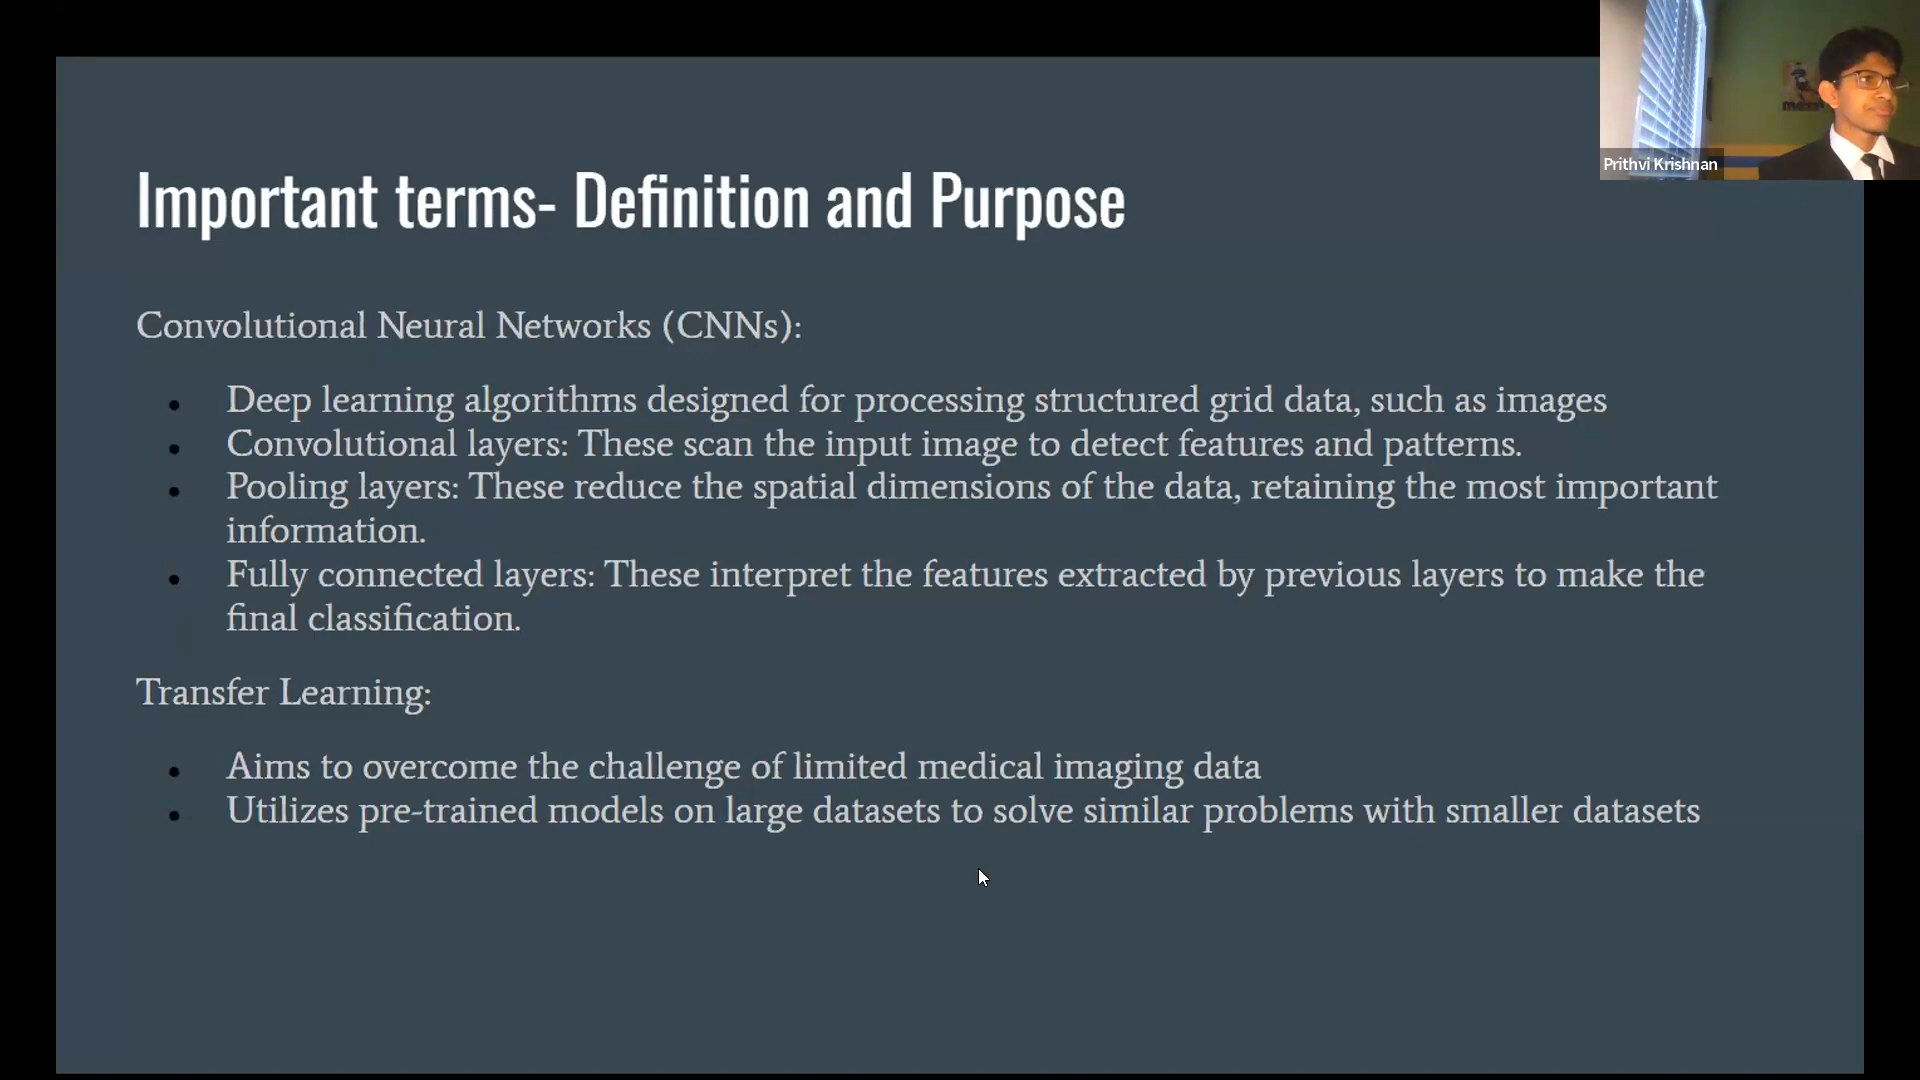 Important terms- Definition and Purpose
Convolutional Neural Networks (CNNs):
Deep learning algorithms designed for processing structured grid data, such as images
Convolutional layers: These scan the input image to detect features and patterns.
Pooling layers: These reduce the spatial dimensions of the data, retaining the most important
information.
Fully connected layers: These interpret the features extracted by previous layers to make the
final classification.
Transfer Learning:
Aims to overcome the challenge of limited medical imaging data
Utilizes pre-trained models on large datasets to solve similar problems with smaller datasets
Prithvi Krishnan